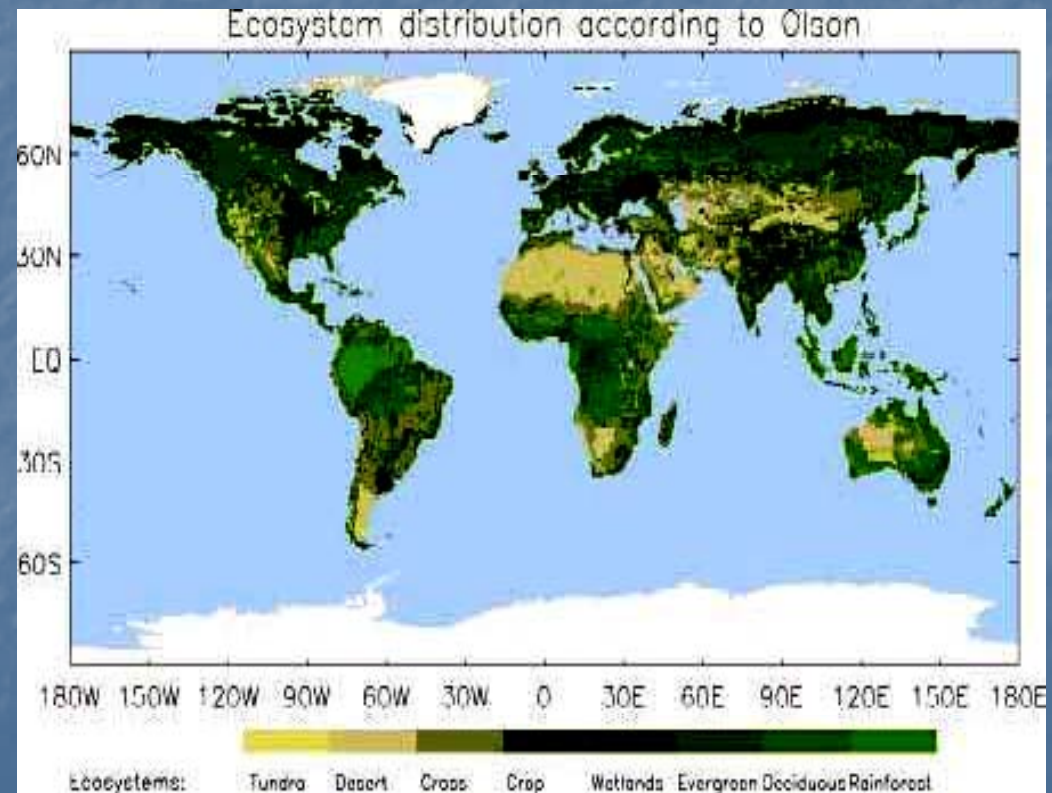 Ecosystem distribution according to Olson
60N
30N
EQ
30S
60S
180W 150W 120W 90W 60W 30W 0 30E 60E 90E 120E 150E 180E
Ecosystems: Tundra Desert Grass Crop Wetlands Evergreen Deciduous Rainforest